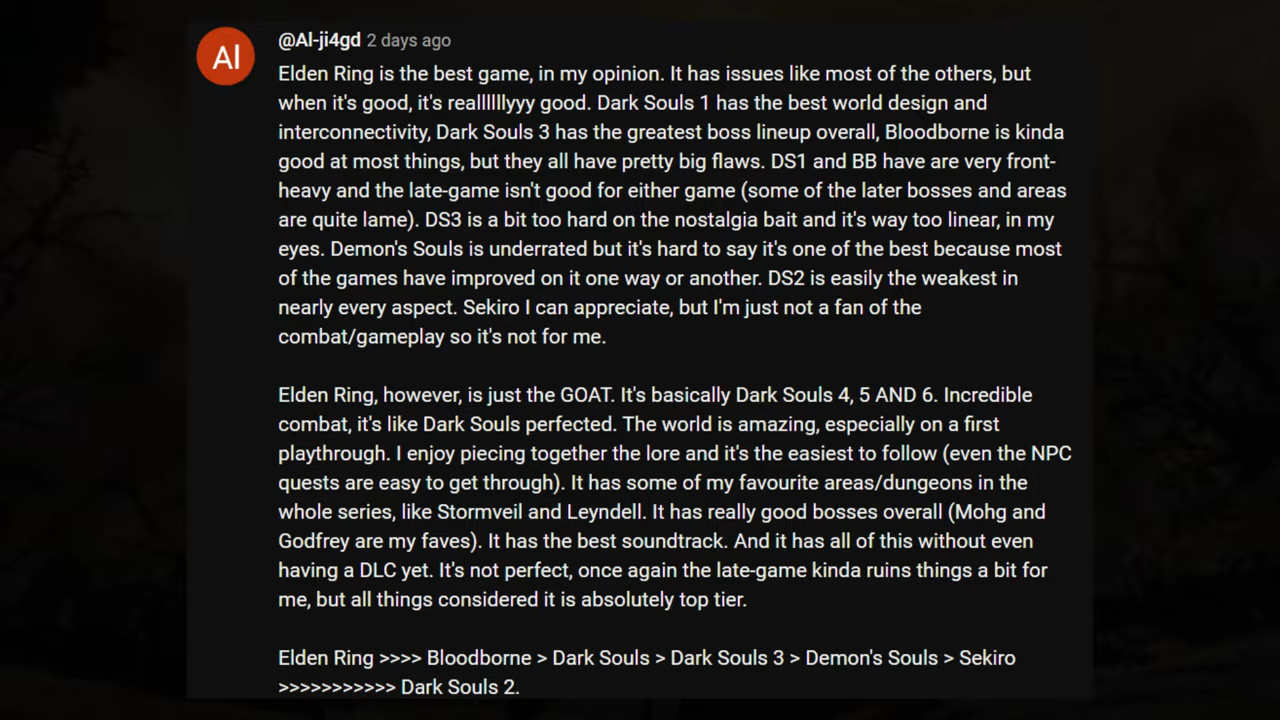 Al
@Al-ji4gd 2 days ago
Elden Ring is the best game, in my opinion. It has issues like most of the others, but
when it's good, it's reallllllyyy good. Dark Souls 1 has the best world design and
interconnectivity, Dark Souls 3 has the greatest boss lineup overall, Bloodborne is kinda
good at most things, but they all have pretty big flaws. DS1 and BB have are very front-
heavy and the late-game isn't good for either game (some of the later bosses and areas
are quite lame). DS3 is a bit too hard on the nostalgia bait and it's way too linear, in my
eyes. Demon's Souls is underrated but it's hard to say it's one of the best because most
of the games have improved on it one way or another. DS2 is easily the weakest in
nearly every aspect. Sekiro I can appreciate, but I'm just not a fan of the
combat/gameplay so it's not for me.
Elden Ring, however, is just the GOAT. It's basically Dark Souls 4, 5 AND 6. Incredible
combat, it's like Dark Souls perfected. The world is amazing, especially on a first
playthrough. I enjoy piecing together the lore and it's the easiest to follow (even the NPC
quests are easy to get through). It has some of my favourite areas/dungeons in the
whole series, like Stormveil and Leyndell. It has really good bosses overall (Mohg and
Godfrey are my faves). It has the best soundtrack. And it has all of this without even
having a DLC yet. It's not perfect, once again the late-game kinda ruins things a bit for
me, but all things considered it is absolutely top tier.
Elden Ring >>>> Bloodborne > Dark Souls > Dark Souls 3 > Demon's Souls > Sekiro
>>>>>>>>>>> Dark Souls 2.